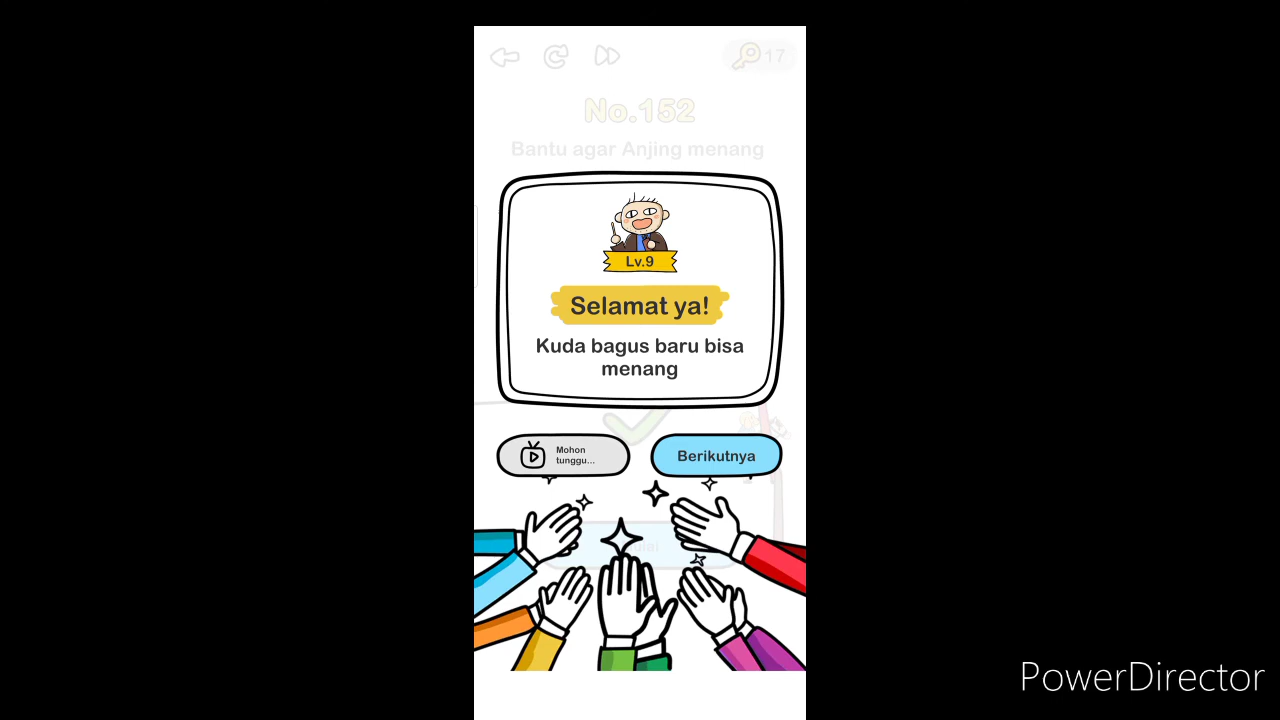 17
No.152
Bantu agar Anjing menang
Lv.9
Selamat ya!
Kuda bagus baru bisa
menang
Mohon
tunggu...
Berikutnya
PowerDirector